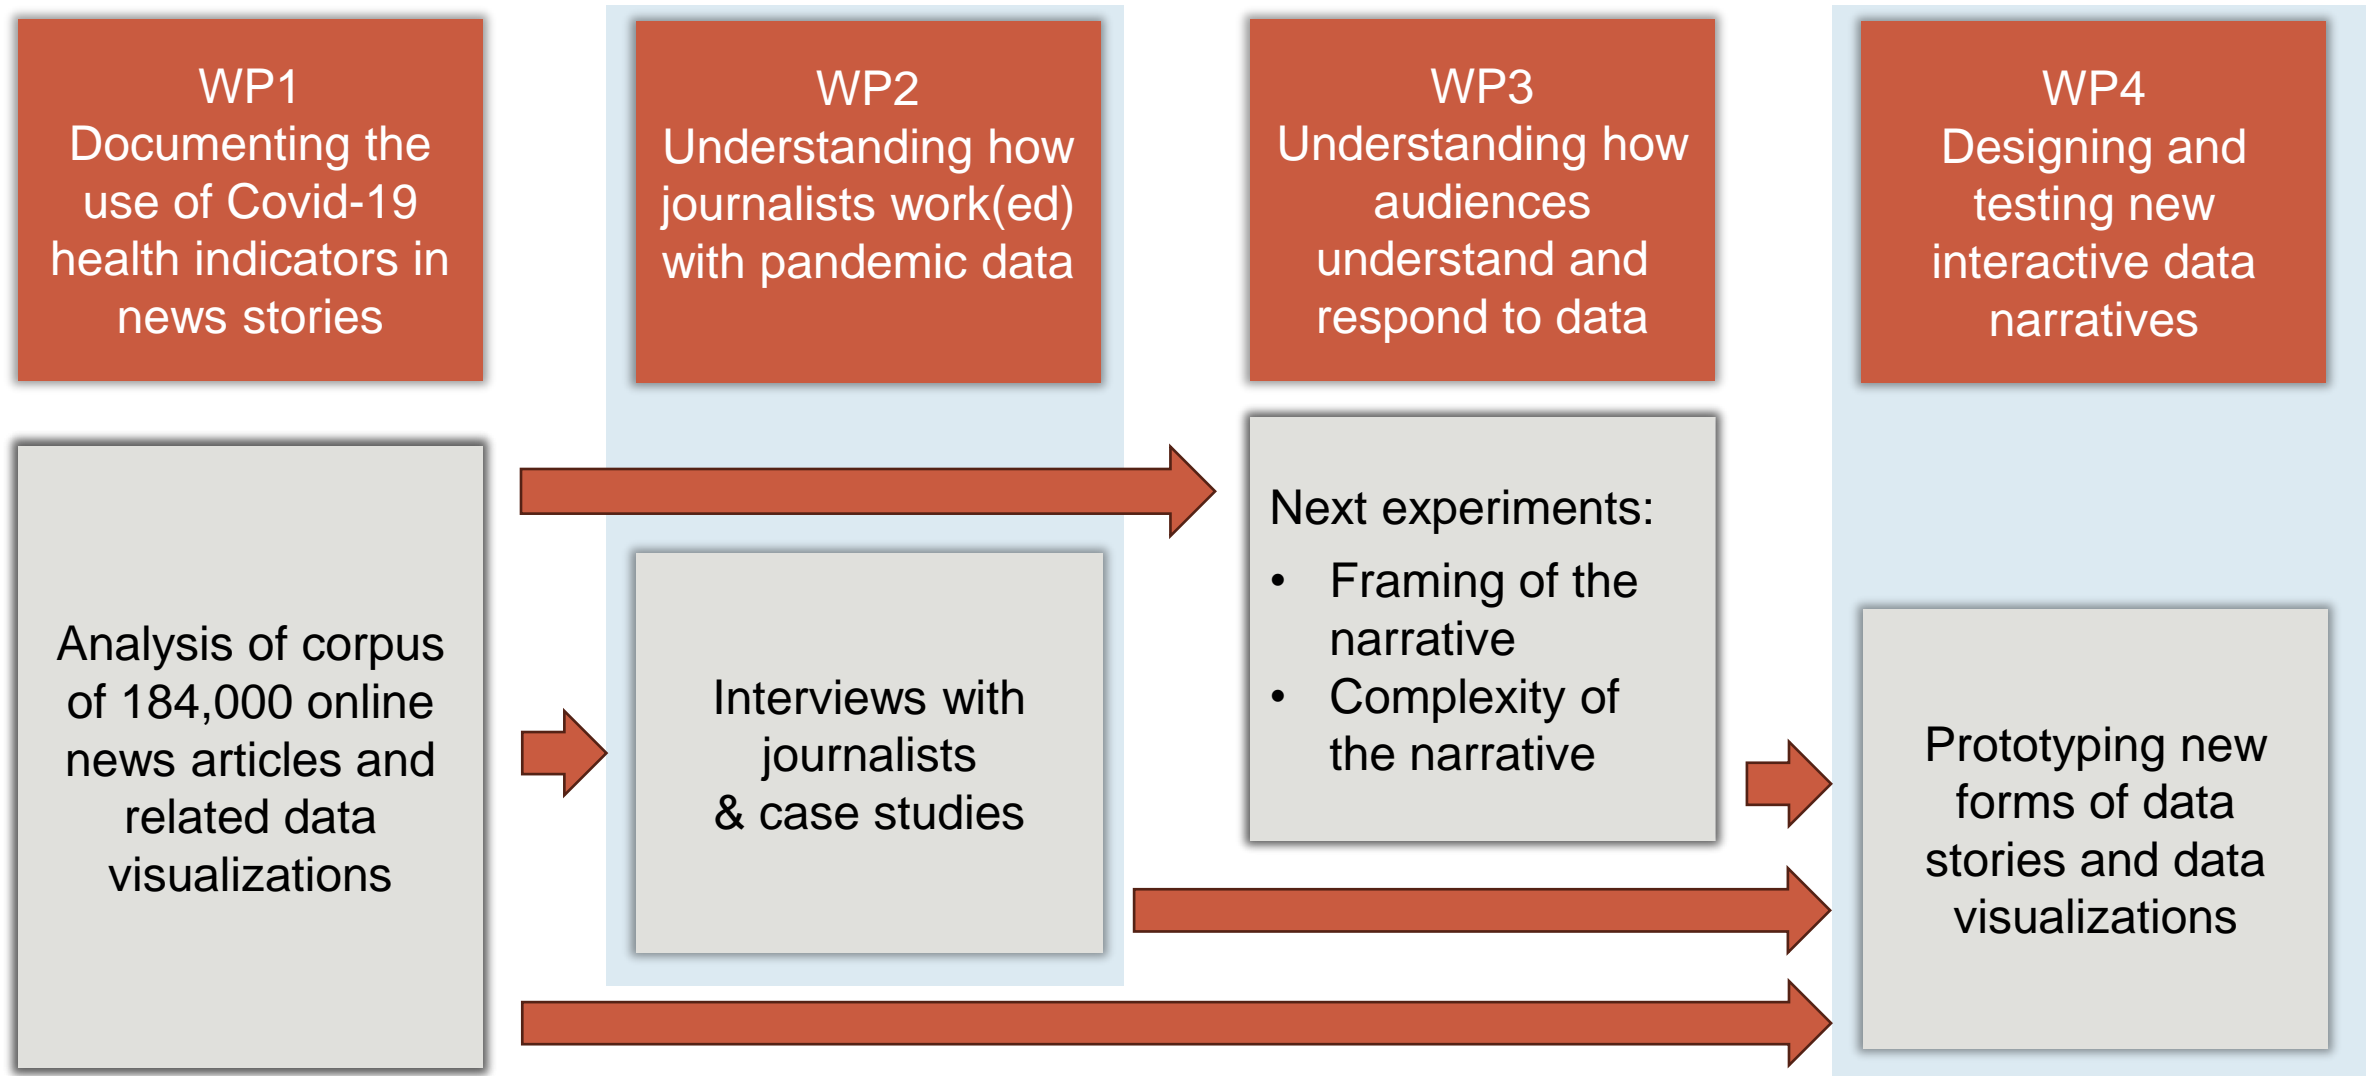 WP1
Documenting the
use of Covid-19
health indicators in
news stories
WP2
Understanding how
journalists work(ed)
with pandemic data
WP3
Understanding how
audiences
understand and
respond to data
WP4
Designing and
testing new
interactive data
narratives
Analysis of corpus
of 184,000 online
news articles and
related data
visualizations
Interviews with
journalists
& case studies
Next experiments:
• Framing of the
narrative
• Complexity of
the narrative
Prototyping new
forms of data
stories and data
visualizations